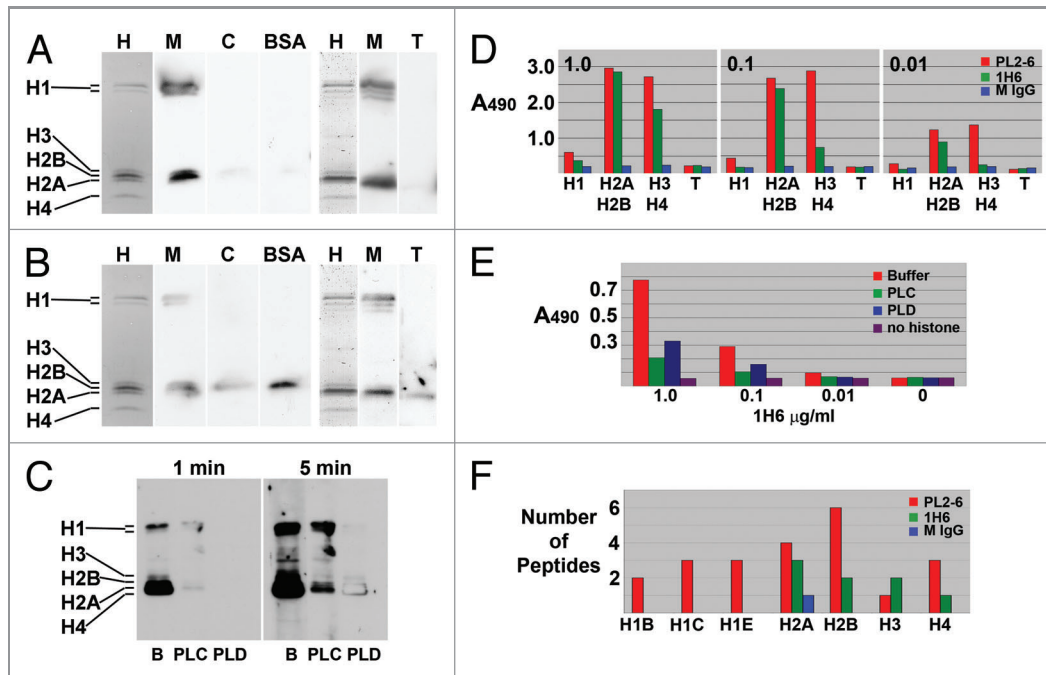 A
H M C BSA H M T
H1
H3
H2B
H2A
H4
B
H M C BSA H M T
H1
H3
H2B
H2A
H4
C
1 min 5 min
H1
H3
H2B
H2A
H4
B PLC PLD B PLC PLD
D
1.0 0.1 0.01
PL2-6
1H6
M IgG
3.0
A490
2.0
1.0
H1 H2A H3 T H1 H2A H3 T H1 H2A H3 T
H2B H4 H2B H4 H2B H4
E
Buffer
PLC
PLD
no histone
0.7
A490 0.5
0.3
1.0 0.1 0.01 0
1H6 μg/ml
F
PL2-6
1H6
M IgG
Number
of
Peptides
6
4
2
H1B H1C H1E H2A H2B H3 H4